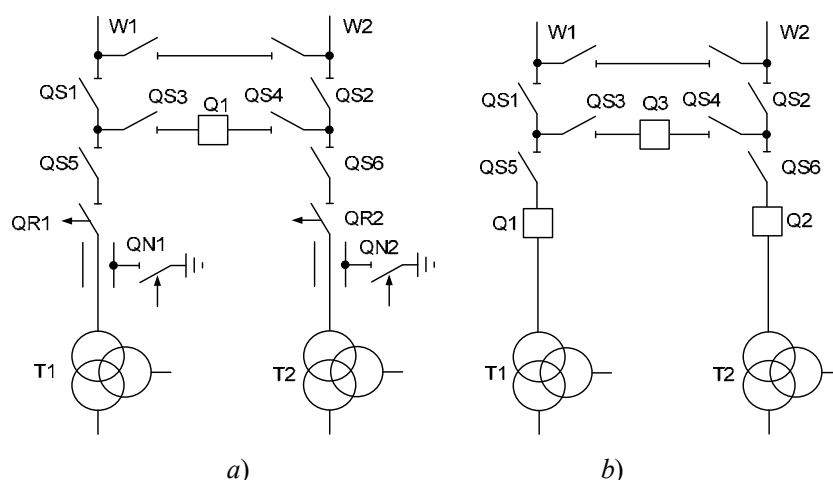 W1 W2 W1 W2
QS1 QS3 Q1 QS4 QS2 QS1 QS3 Q3 QS4 QS2
QS5 QS6 QS5 QS6
QR1 QN1 QR2 QN2 Q1 Q2
T1 T2 T1 T2
a) b)